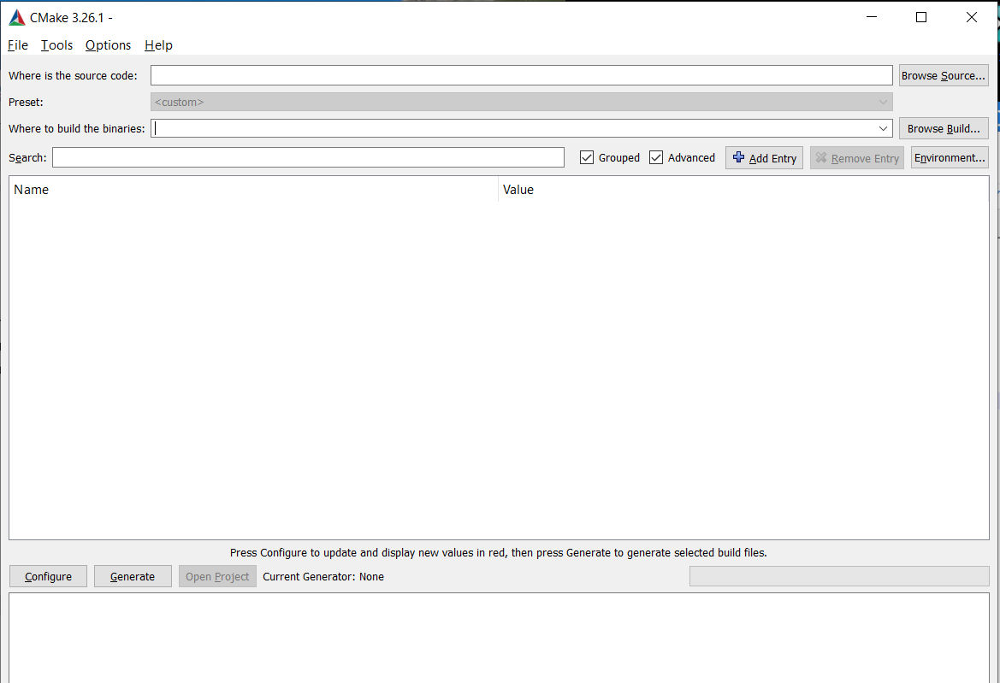 CMake 3.26.1 -
File Tools Options Help
Where is the source code: Browse Source...
Preset: <custom>
Where to build the binaries: Browse Build...
Search: Grouped Advanced Add Entry Remove Entry Environment...
Name Value
Press Configure to update and display new values in red, then press Generate to generate selected build files.
Configure Generate Open Project Current Generator: None